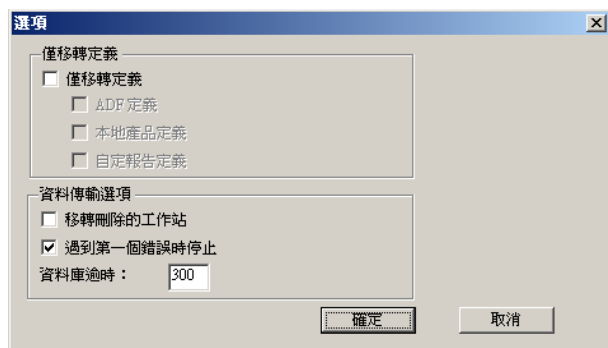 選項
僅移轉定義
僅移轉定義
ADF定義
本地產品定義
自定報告定義
資料傳輸選項
移轉刪除的工作站
遇到第一個錯誤時停止
資料庫逾時： 300
確定 取消